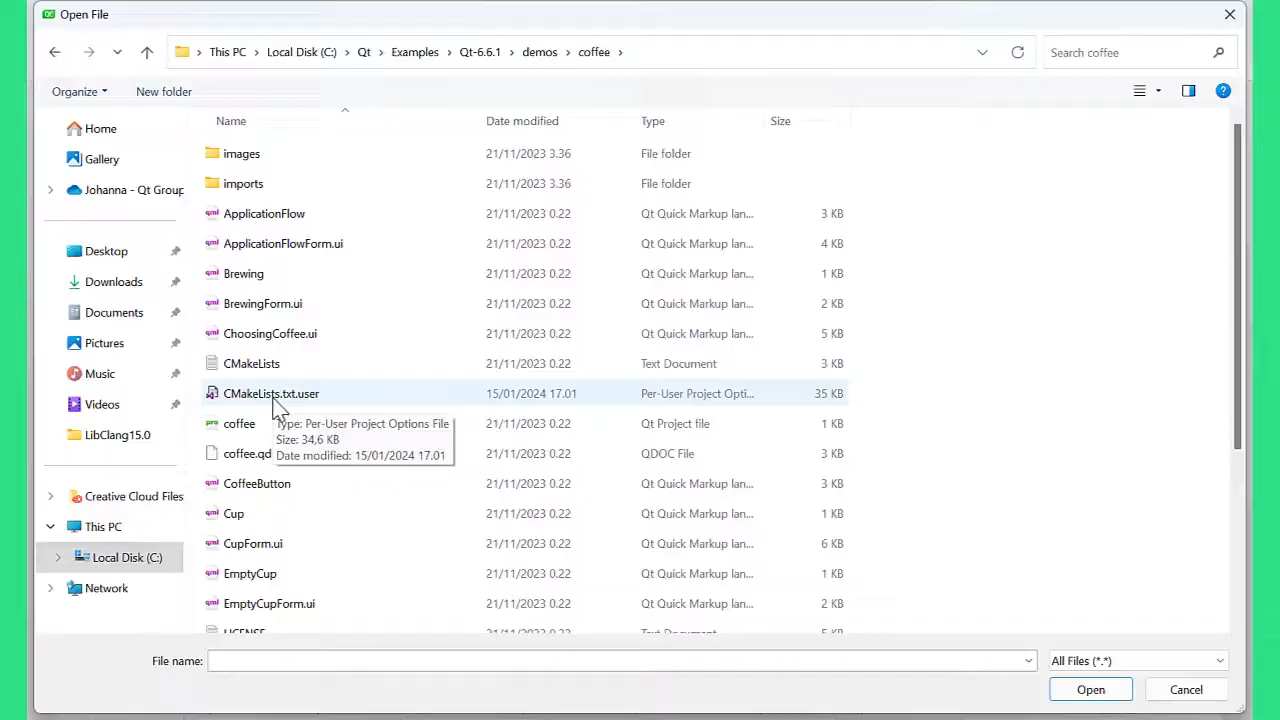 Open File
This PC > Local Disk (C:) > Qt > Examples > Qt-6.6.1 > demos > coffee >
Search coffee
Organize
New folder
Name Date modified Type Size
Home
Gallery
Johanna - Qt Group
Desktop
Downloads
Documents
Pictures
Music
Videos
LibClang15.0
Creative Cloud Files
This PC
Local Disk (C:)
Network
images 21/11/2023 3.36 File folder
imports 21/11/2023 3.36 File folder
ApplicationFlow 21/11/2023 0.22 Qt Quick Markup lan... 3 KB
ApplicationFlowForm.ui 21/11/2023 0.22 Qt Quick Markup lan... 4 KB
Brewing 21/11/2023 0.22 Qt Quick Markup lan... 1 KB
BrewingForm.ui 21/11/2023 0.22 Qt Quick Markup lan... 2 KB
ChoosingCoffee.ui 21/11/2023 0.22 Qt Quick Markup lan... 5 KB
CMakeLists 21/11/2023 0.22 Text Document 3 KB
CMakeLists.txt.user 15/01/2024 17.01 Per-User Project Opti... 35 KB
coffee 21/11/2023 0.22 Qt Project file 1 KB
Type: Per-User Project Options File
Size: 34,6 KB
Date modified: 15/01/2024 17.01
coffee.qd 21/11/2023 0.22 QDOC File 3 KB
CoffeeButton 21/11/2023 0.22 Qt Quick Markup lan... 3 KB
Cup 21/11/2023 0.22 Qt Quick Markup lan... 1 KB
CupForm.ui 21/11/2023 0.22 Qt Quick Markup lan... 6 KB
EmptyCup 21/11/2023 0.22 Qt Quick Markup lan... 1 KB
EmptyCupForm.ui 21/11/2023 0.22 Qt Quick Markup lan... 2 KB
LICENSE 21/11/2023 0.22 Text Document 5 KB
File name:
All Files (*.*)
Open
Cancel